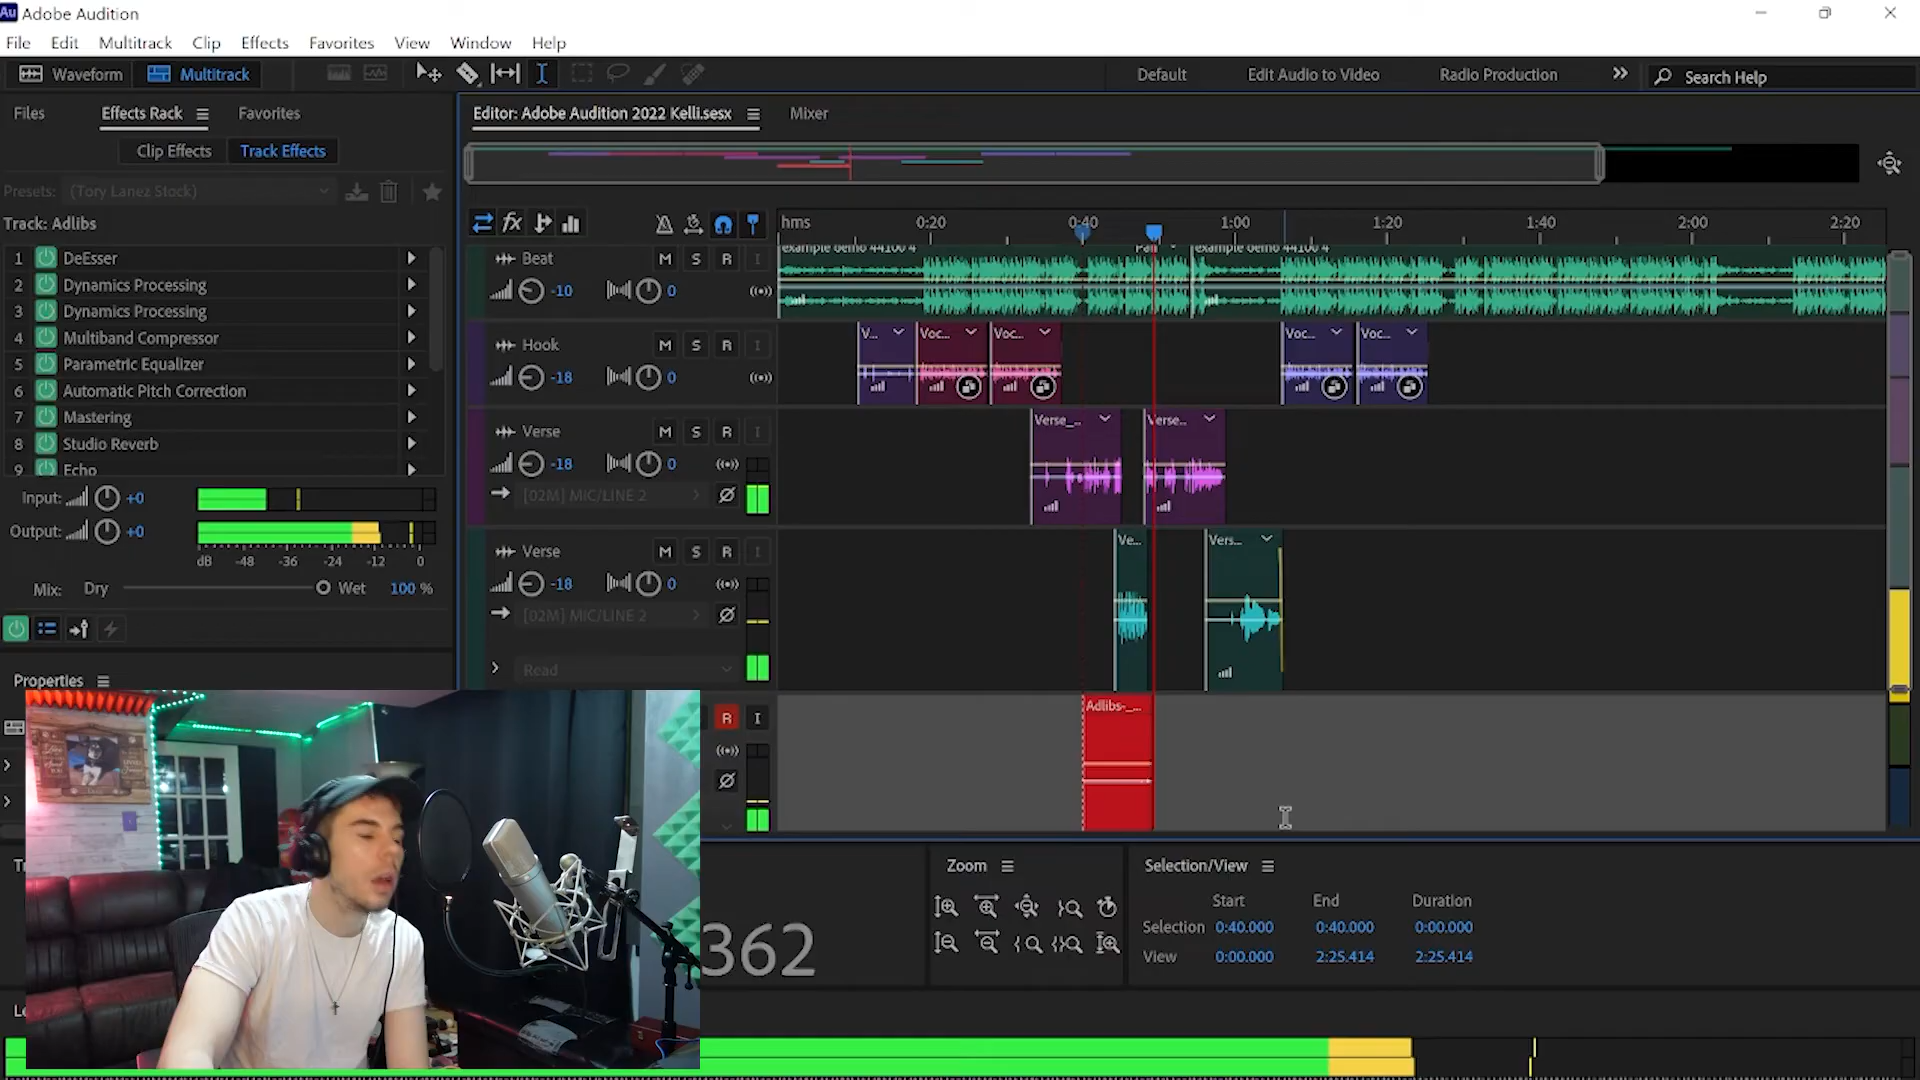 Au Adobe Audition
File Edit Multitrack Clip Effects Favorites View Window Help
Waveform Multitrack Default Edit Audio to Video Radio Production Search Help
Files Effects Rack Favorites Editor: Adobe Audition 2022 Kelli.sesx Mixer
Clip Effects Track Effects
Presets: (Tory Lanez Stock)
Track: Adlibs
fx hms 0:20 0:40 1:00 1:20 1:40 2:00 2:20
example demo 44100 4 Pan example demo 44100 4
1 DeEsser
2 Dynamics Processing
3 Dynamics Processing
4 Multiband Compressor
5 Parametric Equalizer
6 Automatic Pitch Correction
7 Mastering
8 Studio Reverb
9 Echo
Input: +0
Output: +0
dB -48 -36 -24 -12 0
Mix: Dry Wet 100 %
Properties
Beat M S R I
-10 0
Hook M S R I
-18 0
V... Voc... Voc... Voc... Voc...
Verse M S R I
-18 0
[02M] MIC/LINE 2
Verse_... Verse...
Verse M S R I
-18 0
[02M] MIC/LINE 2
Read
Ve... Vers...
R I
Adlibs-_...
362
Zoom
Selection/View
Start End Duration
Selection 0:40.000 0:40.000 0:00.000
View 0:00.000 2:25.414 2:25.414